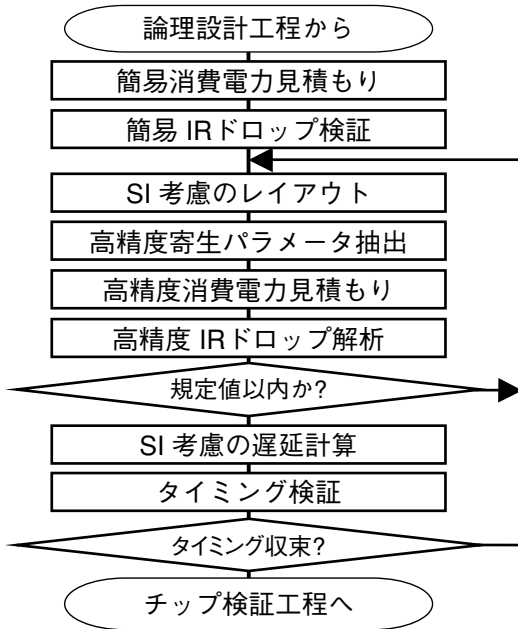 論理設計工程から
簡易消費電力見積もり
簡易 IRドロップ検証
SI 考慮のレイアウト
高精度寄生パラメータ抽出
高精度消費電力見積もり
高精度 IRドロップ解析
規定値以内か?
SI 考慮の遅延計算
タイミング検証
タイミング収束?
チップ検証工程へ